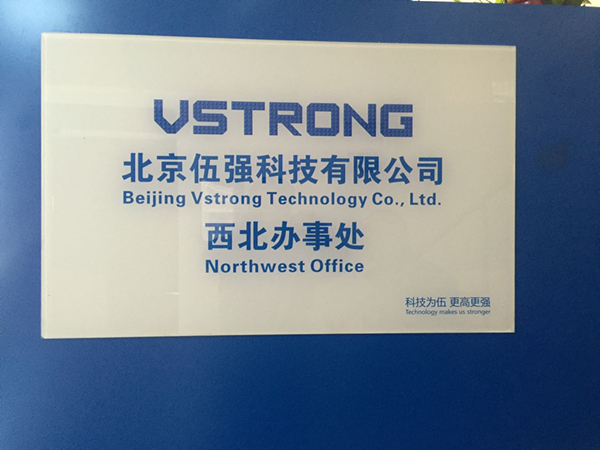 VSTRONG
北京伍强科技有限公司
Beijing Vstrong Technology Co., Ltd.
西北办事处
Northwest Office
科技为伍 更高更强
Technology makes us stronger